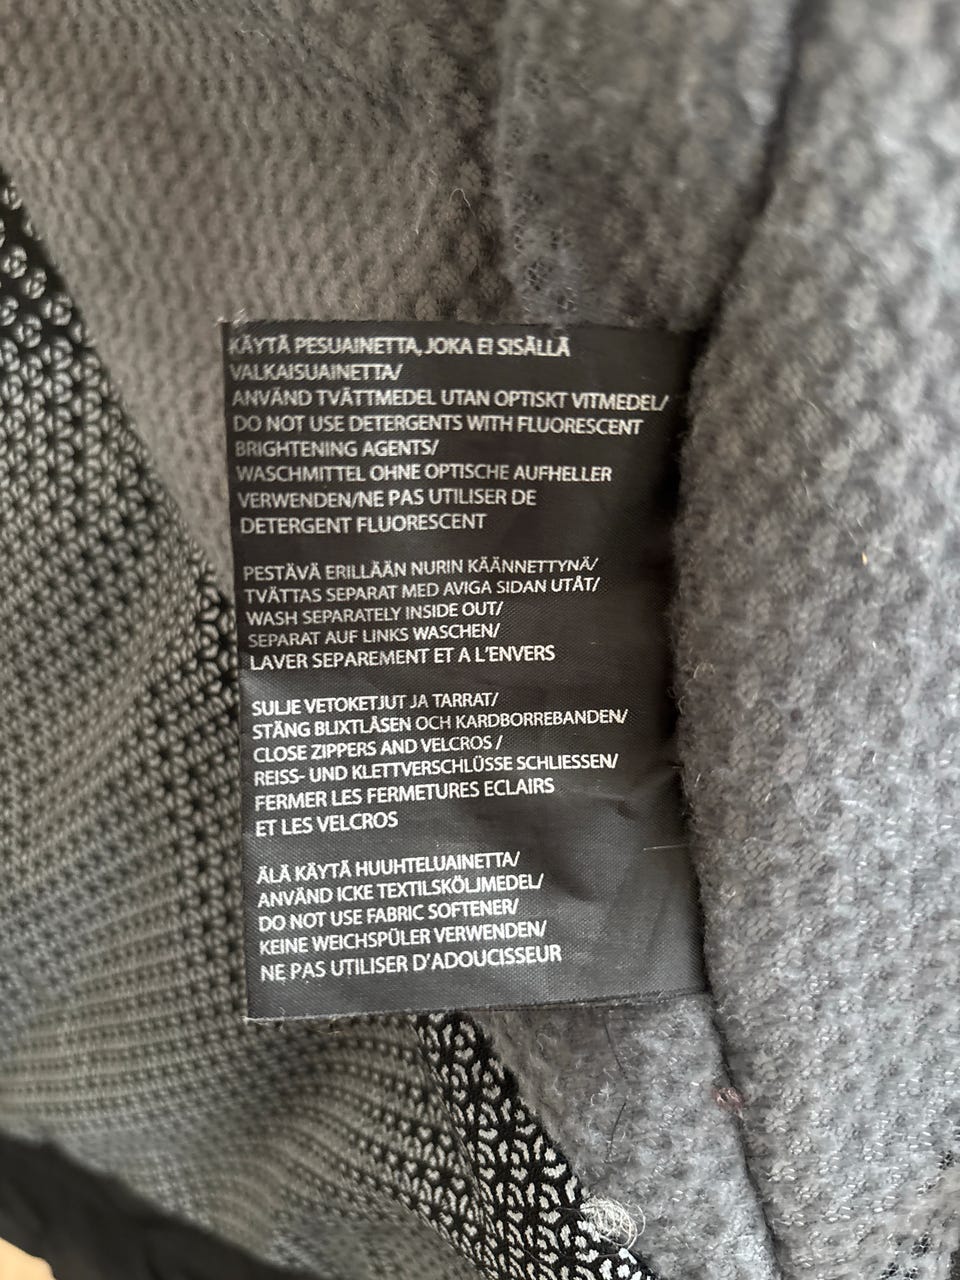 KÄYTÄ PESUAINETTA, JOKA EI SISÄLLÄ
VALKAISUAINETTA/
ANVÄND TVÄTTMEDEL UTAN OPTISKT VITMEDEL/
DO NOT USE DETERGENTS WITH FLUORESCENT
BRIGHTENING AGENTS/
WASCHMITTEL OHNE OPTISCHE AUFHELLER
VERWENDEN/NE PAS UTILISER DE
DETERGENT FLUORESCENT
PESTÄVÄ ERILLÄÄN NURIN KÄÄNNETTYNÄ/
TVÄTTAS SEPARAT MED AVIGA SIDAN UTÅT/
WASH SEPARATELY INSIDE OUT/
SEPARAT AUF LINKS WASCHEN/
LAVER SEPAREMENT ET A L'ENVERS
SULJE VETOKETJUT JA TARRAT/
STÄNG BLIXTLÅSEN OCH KARDBORREBANDEN/
CLOSE ZIPPERS AND VELCROS /
REISS- UND KLETTVERSCHLÜSSE SCHLIESSEN/
FERMER LES FERMETURES ECLAIRS
ET LES VELCROS
ÄLÄ KÄYTÄ HUUHTELUAINETTA/
ANVÄND ICKE TEXTILSKÖLJMEDEL/
DO NOT USE FABRIC SOFTENER/
KEINE WEICHSPÜLER VERWENDEN/
NE PAS UTILISER D'ADOUCISSEUR